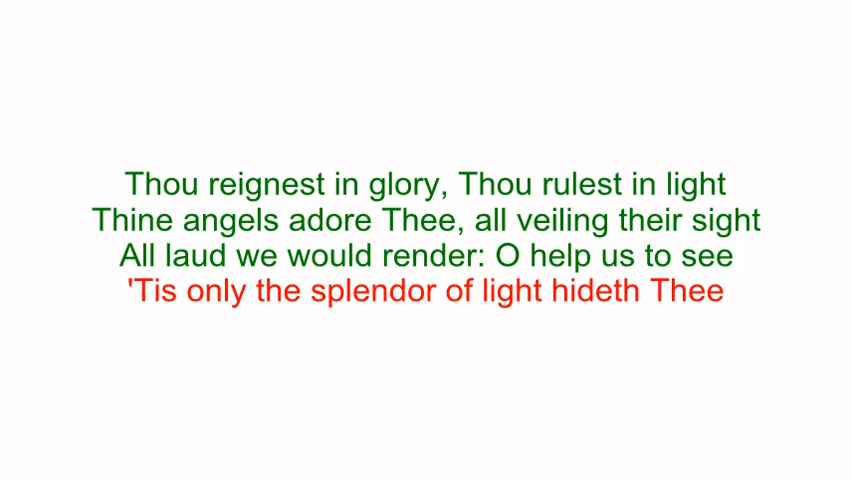 Thou reignest in glory, Thou rulest in light
Thine angels adore Thee, all veiling their sight
All laud we would render: O help us to see
'Tis only the splendor of light hideth Thee